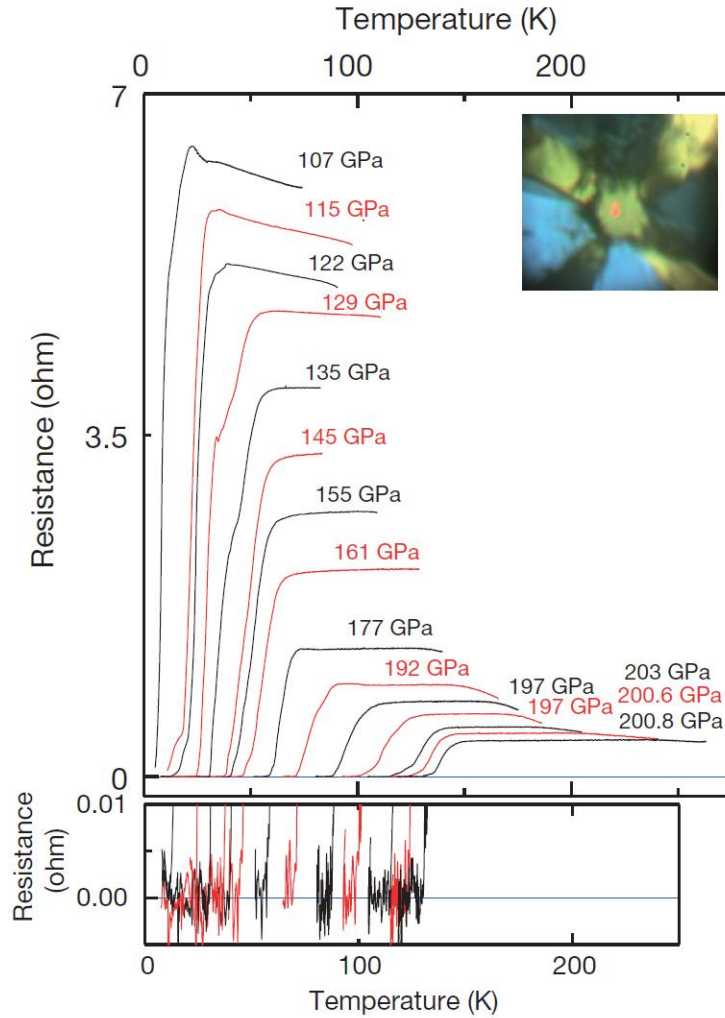 Temperature (K)
0 100 200
7
107 GPa
115 GPa
122 GPa
129 GPa
135 GPa
3.5
145 GPa
155 GPa
161 GPa
177 GPa
192 GPa
197 GPa
203 GPa
197 GPa
200.6 GPa
200.8 GPa
0
Resistance (ohm)
0.01
0.00
Resistance
(ohm)
0 100 200
Temperature (K)